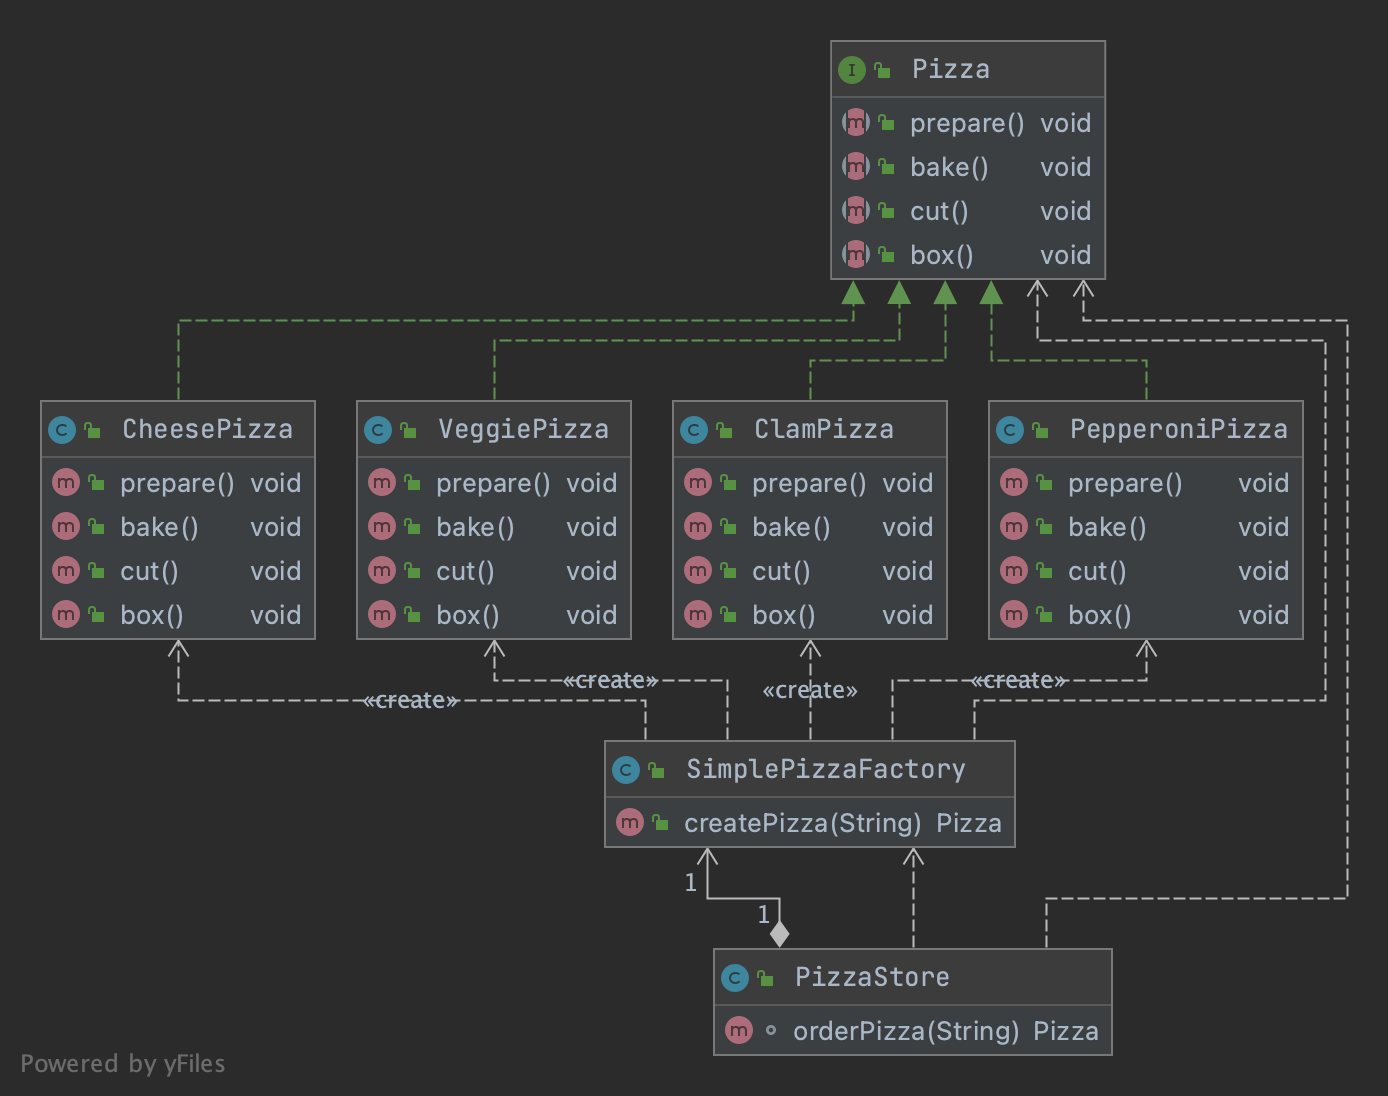 Pizza
prepare() void
bake() void
cut() void
box() void
CheesePizza
prepare() void
bake() void
cut() void
box() void
VeggiePizza
prepare() void
bake() void
cut() void
box() void
ClamPizza
prepare() void
bake() void
cut() void
box() void
PepperoniPizza
prepare() void
bake() void
cut() void
box() void
«create»
«create»
«create»
«create»
SimplePizzaFactory
createPizza(String) Pizza
1
1
PizzaStore
orderPizza(String) Pizza
Powered by yFiles